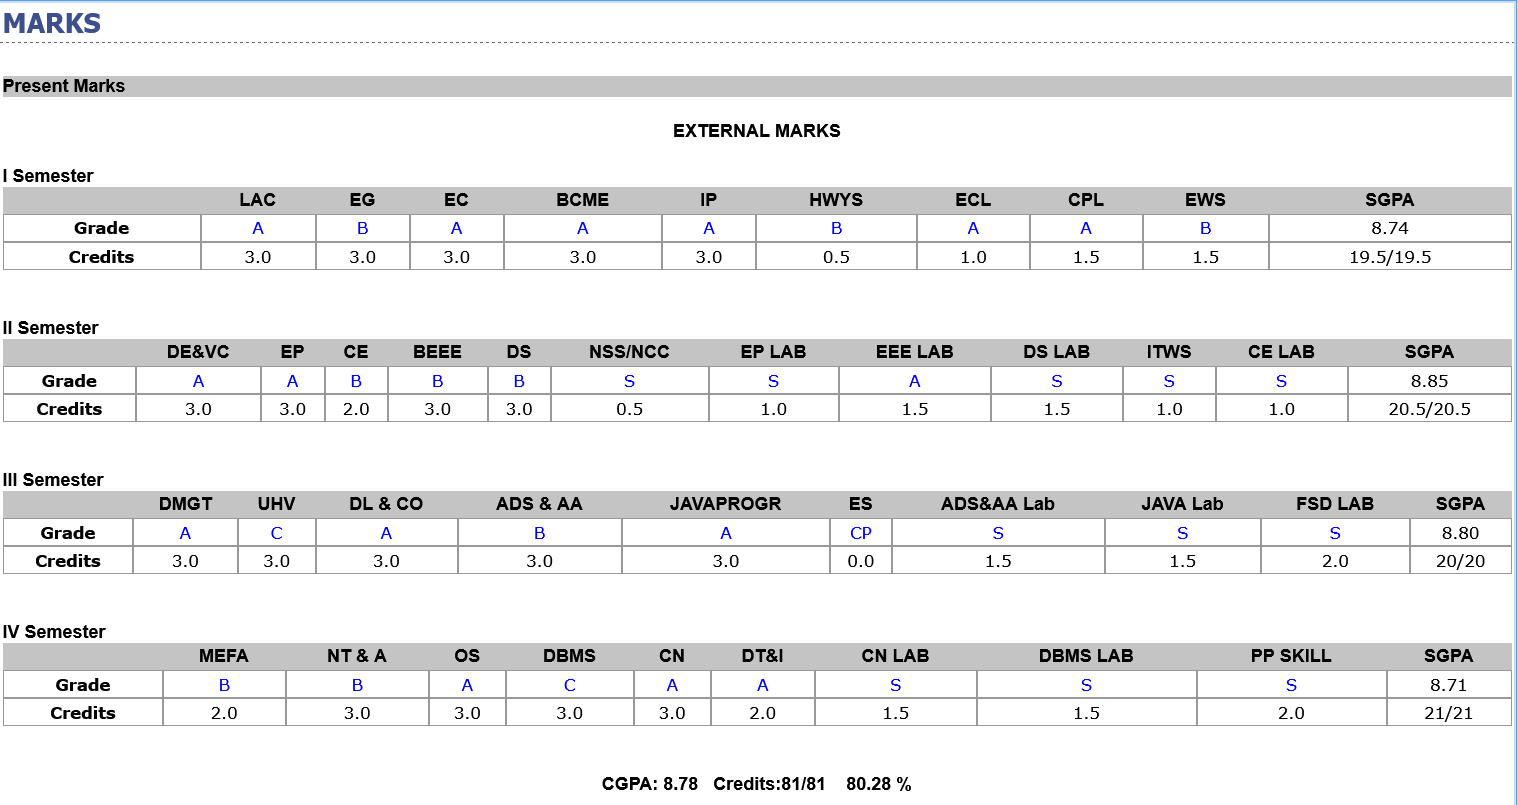 MARKS
Present Marks
EXTERNAL MARKS
I Semester
LAC EG EC BCME IP HWYS ECL CPL EWS SGPA
Grade A B A A A B A A B 8.74
Credits 3.0 3.0 3.0 3.0 3.0 0.5 1.0 1.5 1.5 19.5/19.5
II Semester
DE&VC EP CE BEEE DS NSS/NCC EP LAB EEE LAB DS LAB ITWS CE LAB SGPA
Grade A A B B B S S A S S S 8.85
Credits 3.0 3.0 2.0 3.0 3.0 0.5 1.0 1.5 1.5 1.0 1.0 20.5/20.5
III Semester
DMGT UHV DL & CO ADS & AA JAVAPROGR ES ADS&AA Lab JAVA Lab FSD LAB SGPA
Grade A C A B A CP S S S 8.80
Credits 3.0 3.0 3.0 3.0 3.0 0.0 1.5 1.5 2.0 20/20
IV Semester
MEFA NT & A OS DBMS CN DT&I CN LAB DBMS LAB PP SKILL SGPA
Grade B B A C A A S S S 8.71
Credits 2.0 3.0 3.0 3.0 3.0 2.0 1.5 1.5 2.0 21/21
CGPA: 8.78 Credits:81/81 80.28 %